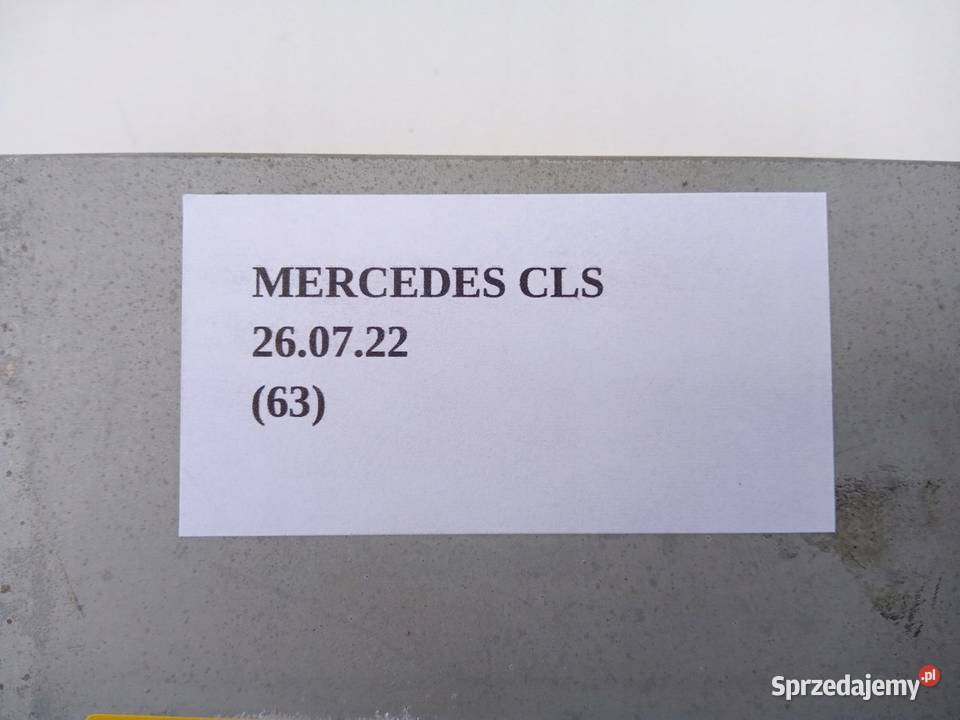 MERCEDES CLS
26.07.22
(63)
Sprzedajemy.pl